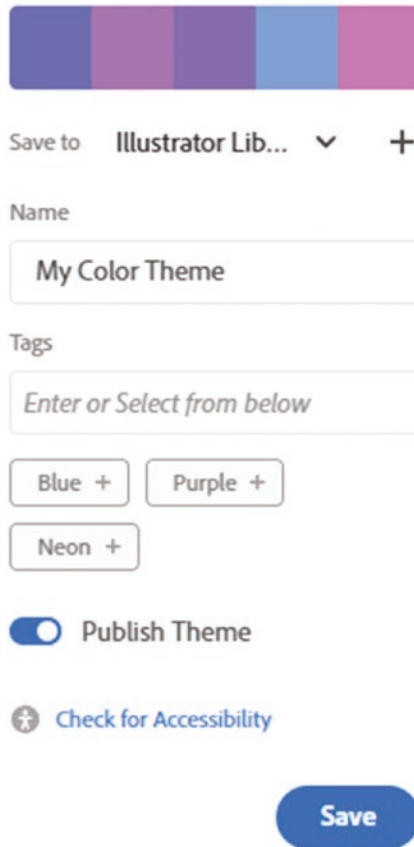 Save to Illustrator Lib... +
Name
My Color Theme
Tags
Enter or Select from below
Blue + Purple +
Neon +
Publish Theme
Check for Accessibility
Save